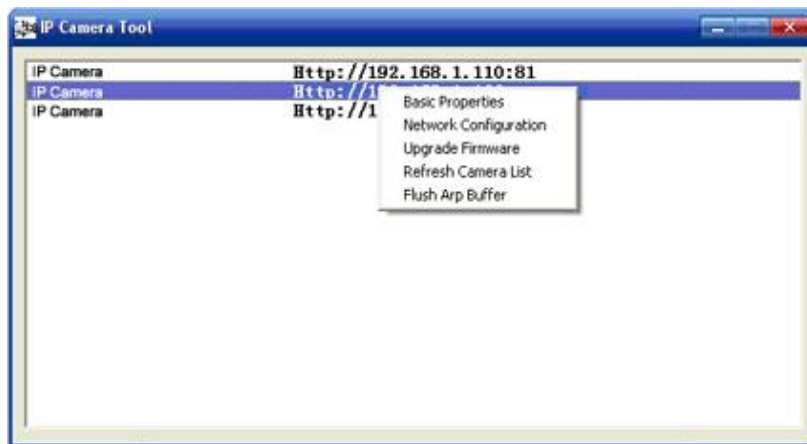 IP Camera Tool
IP Camera Http://192.168.1.110:81
IP Camera Http://1
IP Camera Http://1
Basic Properties
Network Configuration
Upgrade Firmware
Refresh Camera List
Flush Arp Buffer